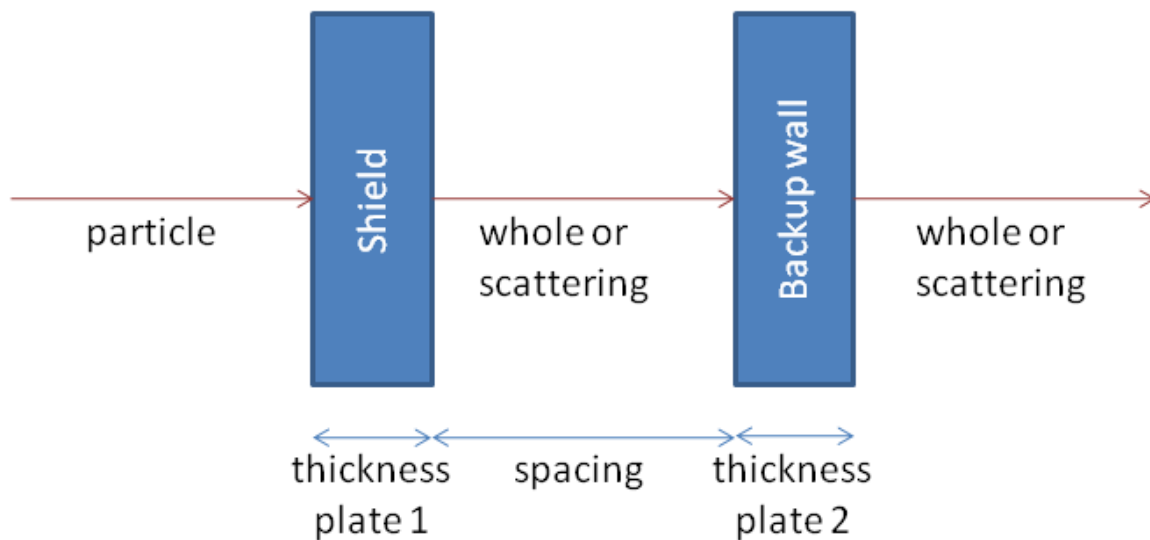 Shield
Backup wall
particle
whole or
scattering
whole or
scattering
thickness
plate 1
spacing
thickness
plate 2